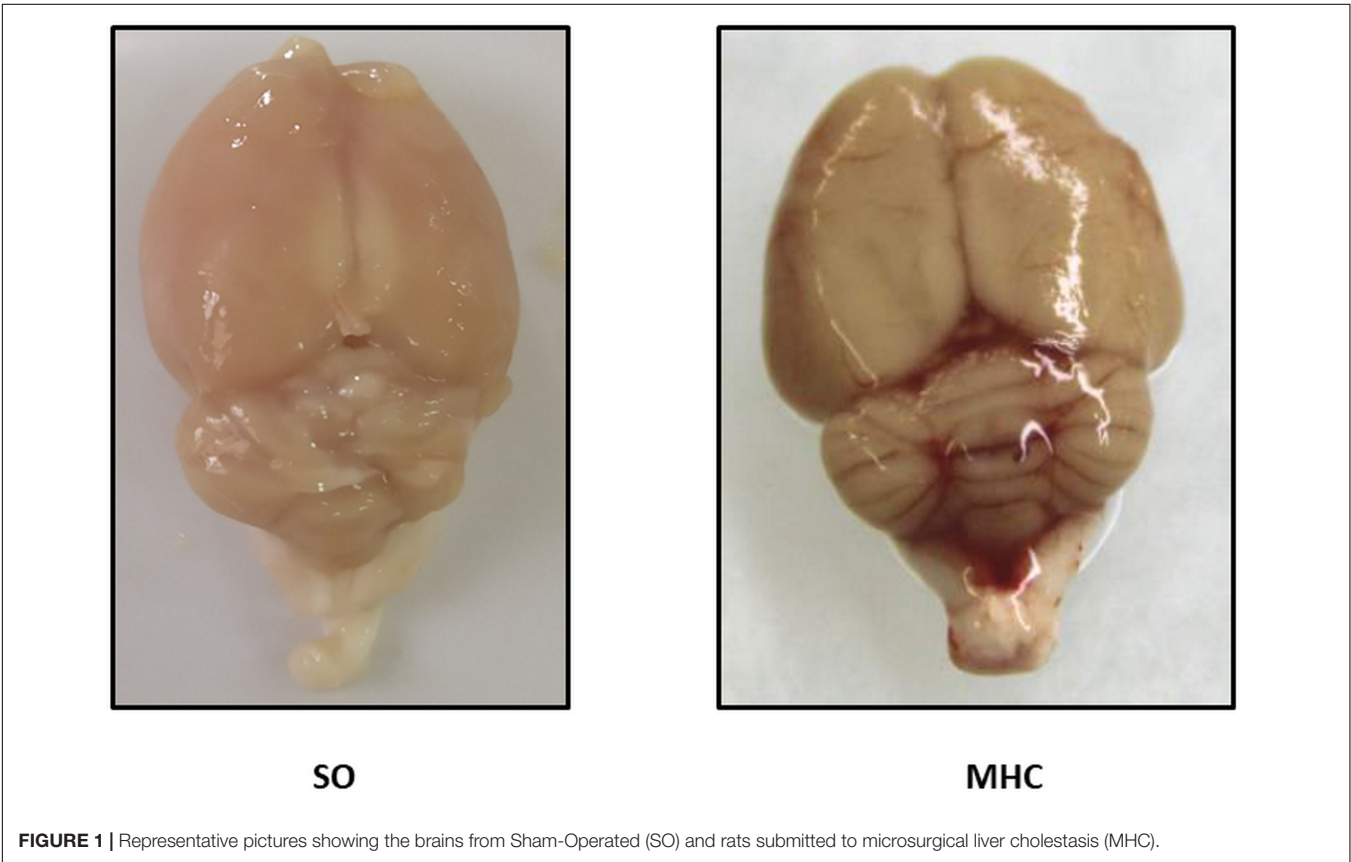 SO
MHC
FIGURE 1 | Representative pictures showing the brains from Sham-Operated (SO) and rats submitted to microsurgical liver cholestasis (MHC).